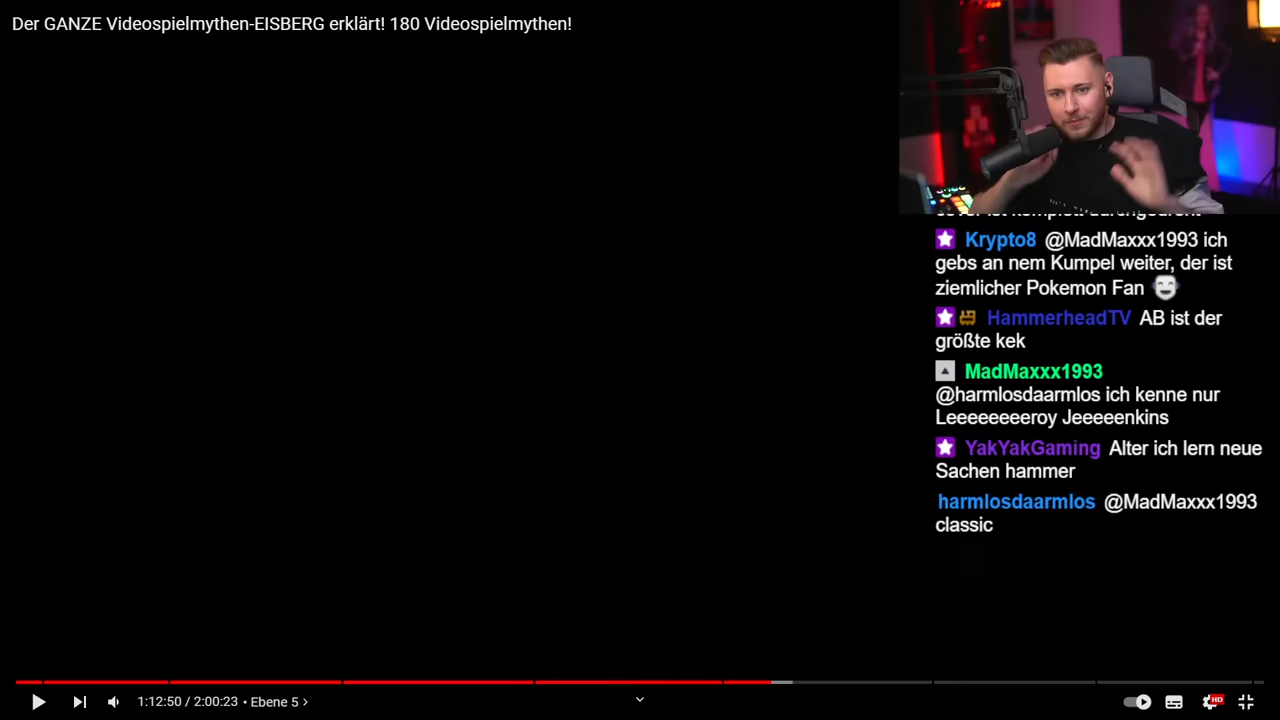 Der GANZE Videospielmythen-EISBERG erklärt! 180 Videospielmythen!
Krypto8 @MadMaxxx1993 ich
gebs an nem Kumpel weiter, der ist
ziemlicher Pokemon Fan
HammerheadTV AB ist der
größte kek
MadMaxxx1993
@harmlosdaarmlos ich kenne nur
Leeeeeeeeroy Jeeeeenkins
YakYakGaming Alter ich lern neue
Sachen hammer
harmlosdaarmlos @MadMaxxx1993
classic
1:12:50 / 2:00:23 • Ebene 5 ›
HD